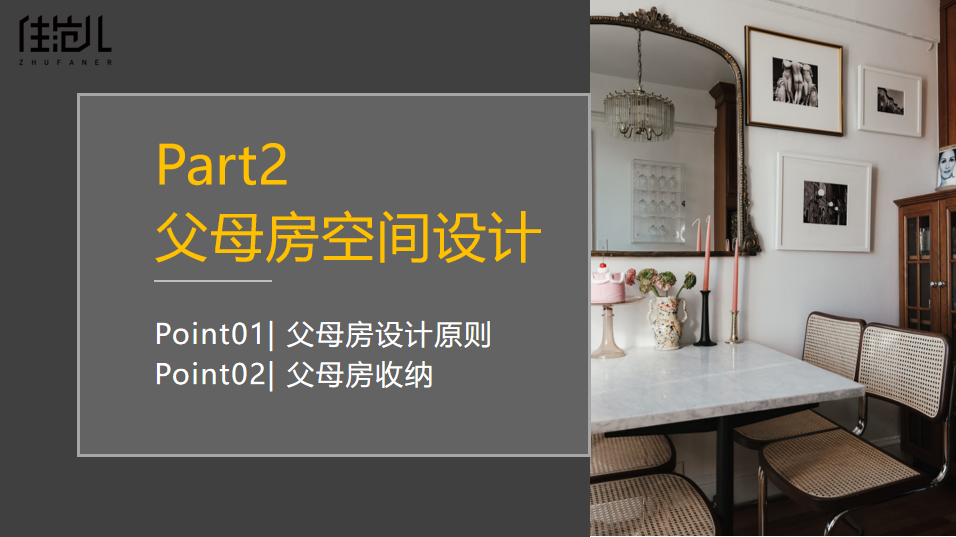 住范儿
ZHUFANER
Part2
父母房空间设计
Point01| 父母房设计原则
Point02| 父母房收纳